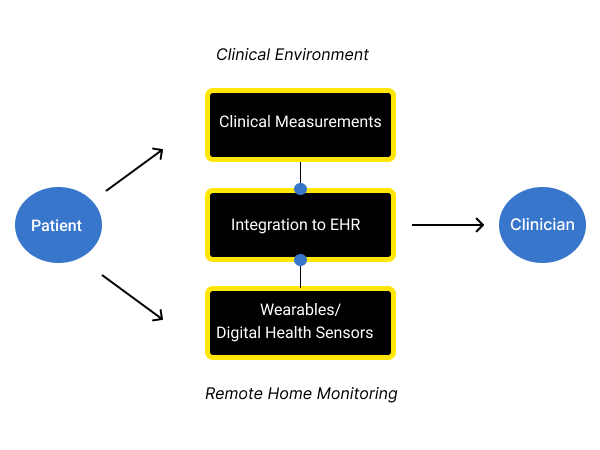 Clinical Environment
Clinical Measurements
Patient
Integration to EHR
Clinician
Wearables/
Digital Health Sensors
Remote Home Monitoring